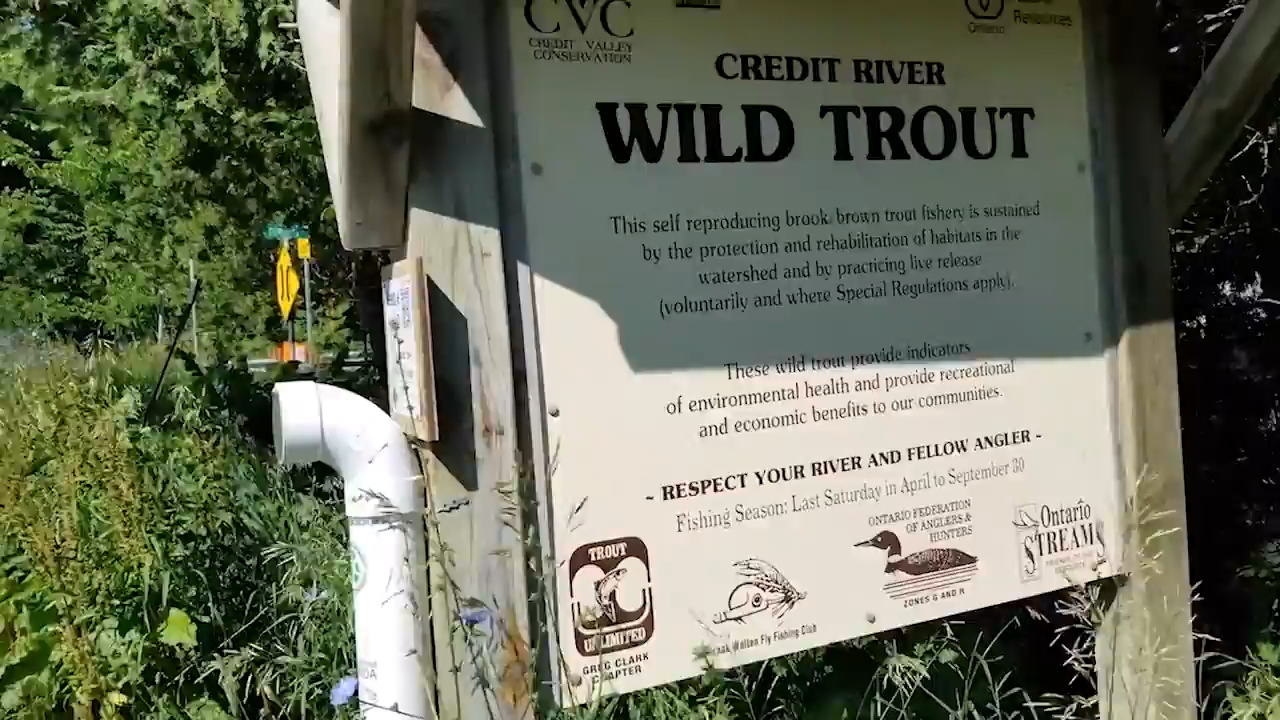 CVC
CREDIT VALLEY
CONSERVATION
Ontario
Resources
CREDIT RIVER
WILD TROUT
This self reproducing brook/brown trout fishery is sustained
by the protection and rehabilitation of habitats in the
watershed and by practicing live release
(voluntarily and where Special Regulations apply).
These wild trout provide indicators
of environmental health and provide recreational
and economic benefits to our communities.
~ RESPECT YOUR RIVER AND FELLOW ANGLER ~
Fishing Season: Last Saturday in April to September 30
TROUT
UNLIMITED
GREG CLARK
CHAPTER
Walton Fly Fishing Club
ONTARIO FEDERATION
OF ANGLERS &
HUNTERS
ZONES G AND H
Ontario
STREAMS